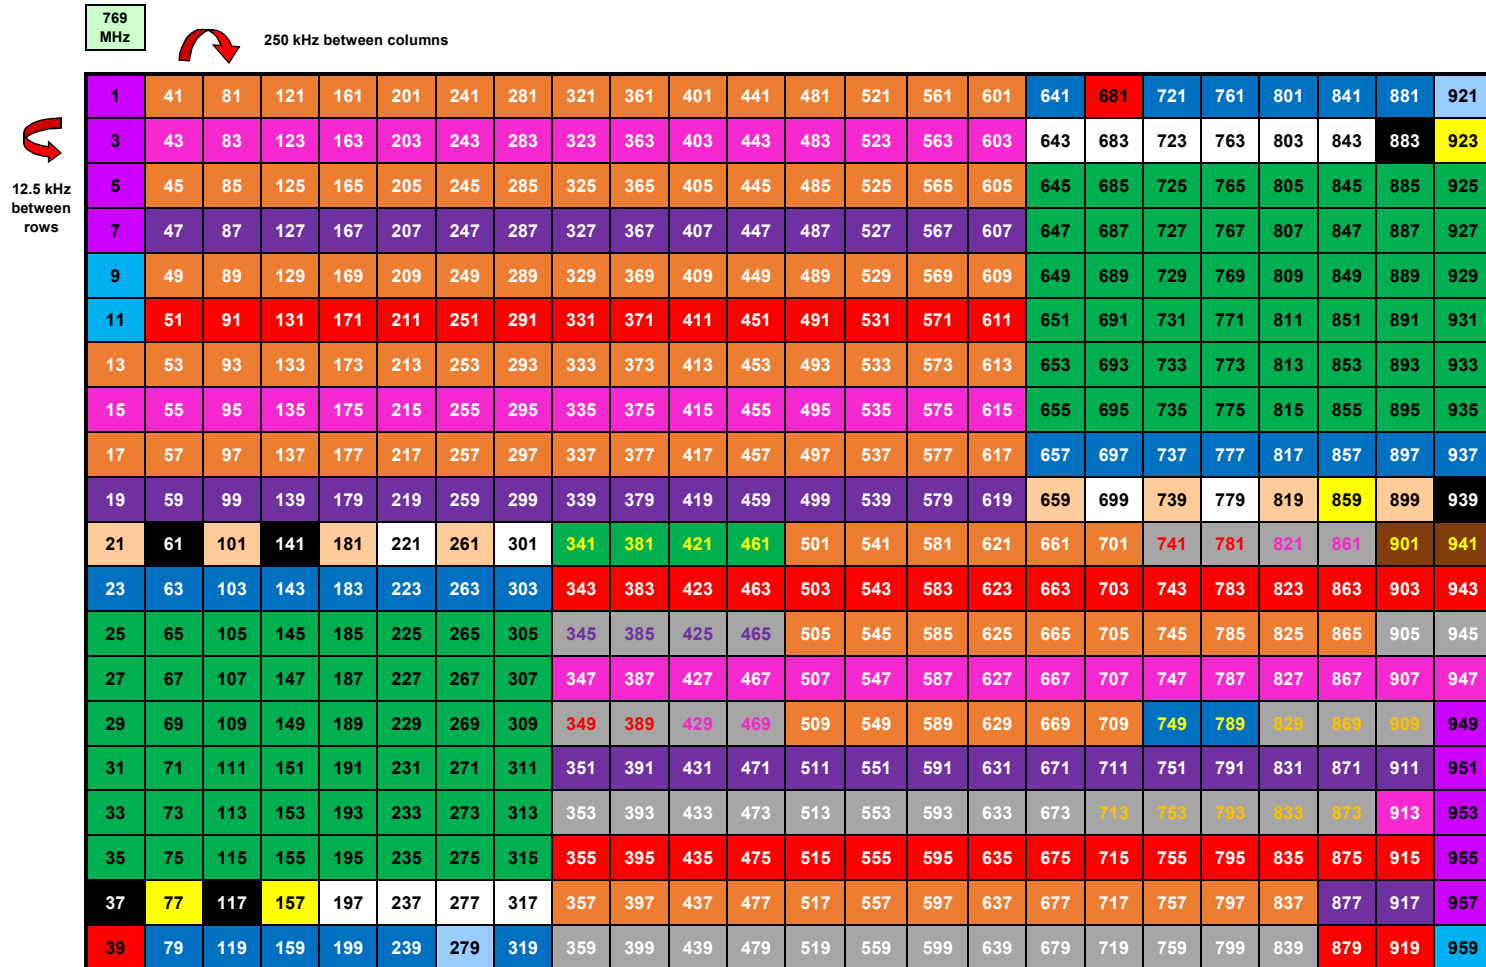 769
MHz
250 kHz between columns
1 41 81 121 161 201 241 281 321 361 401 441 481 521 561 601 641 681 721 761 801 841 881 921
3 43 83 123 163 203 243 283 323 363 403 443 483 523 563 603 643 683 723 763 803 843 883 923
12.5 kHz
between
rows
5 45 85 125 165 205 245 285 325 365 405 445 485 525 565 605 645 685 725 765 805 845 885 925
7 47 87 127 167 207 247 287 327 367 407 447 487 527 567 607 647 687 727 767 807 847 887 927
9 49 89 129 169 209 249 289 329 369 409 449 489 529 569 609 649 689 729 769 809 849 889 929
11 51 91 131 171 211 251 291 331 371 411 451 491 531 571 611 651 691 731 771 811 851 891 931
13 53 93 133 173 213 253 293 333 373 413 453 493 533 573 613 653 693 733 773 813 853 893 933
15 55 95 135 175 215 255 295 335 375 415 455 495 535 575 615 655 695 735 775 815 855 895 935
17 57 97 137 177 217 257 297 337 377 417 457 497 537 577 617 657 697 737 777 817 857 897 937
19 59 99 139 179 219 259 299 339 379 419 459 499 539 579 619 659 699 739 779 819 859 899 939
21 61 101 141 181 221 261 301 341 381 421 461 501 541 581 621 661 701 741 781 821 861 901 941
23 63 103 143 183 223 263 303 343 383 423 463 503 543 583 623 663 703 743 783 823 863 903 943
25 65 105 145 185 225 265 305 345 385 425 465 505 545 585 625 665 705 745 785 825 865 905 945
27 67 107 147 187 227 267 307 347 387 427 467 507 547 587 627 667 707 747 787 827 867 907 947
29 69 109 149 189 229 269 309 349 389 429 469 509 549 589 629 669 709 749 789 829 869 909 949
31 71 111 151 191 231 271 311 351 391 431 471 511 551 591 631 671 711 751 791 831 871 911 951
33 73 113 153 193 233 273 313 353 393 433 473 513 553 593 633 673 713 753 793 833 873 913 953
35 75 115 155 195 235 275 315 355 395 435 475 515 555 595 635 675 715 755 795 835 875 915 955
37 77 117 157 197 237 277 317 357 397 437 477 517 557 597 637 677 717 757 797 837 877 917 957
39 79 119 159 199 239 279 319 359 399 439 479 519 559 599 639 679 719 759 799 839 879 919 959